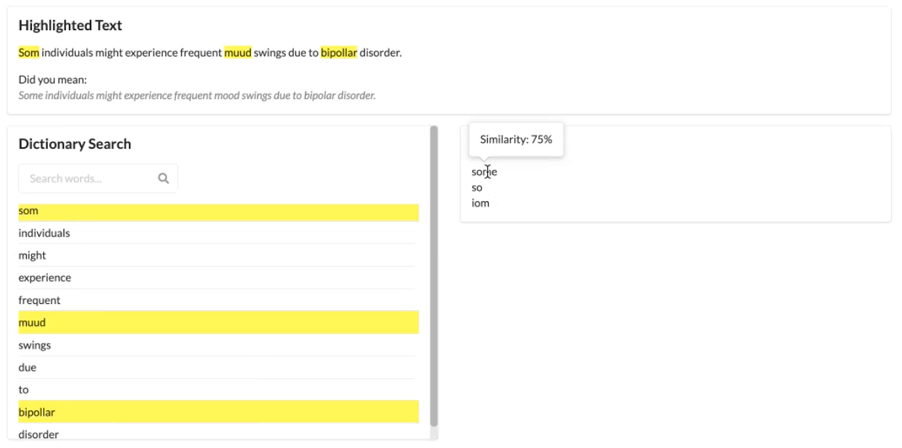 Highlighted Text
Som individuals might experience frequent muud swings due to bipollar disorder.
Did you mean:
Some individuals might experience frequent mood swings due to bipolar disorder.
Dictionary Search
Search words...
som
individuals
might
experience
frequent
muud
swings
due
to
bipollar
disorder
Similarity: 75%
some
so
iom